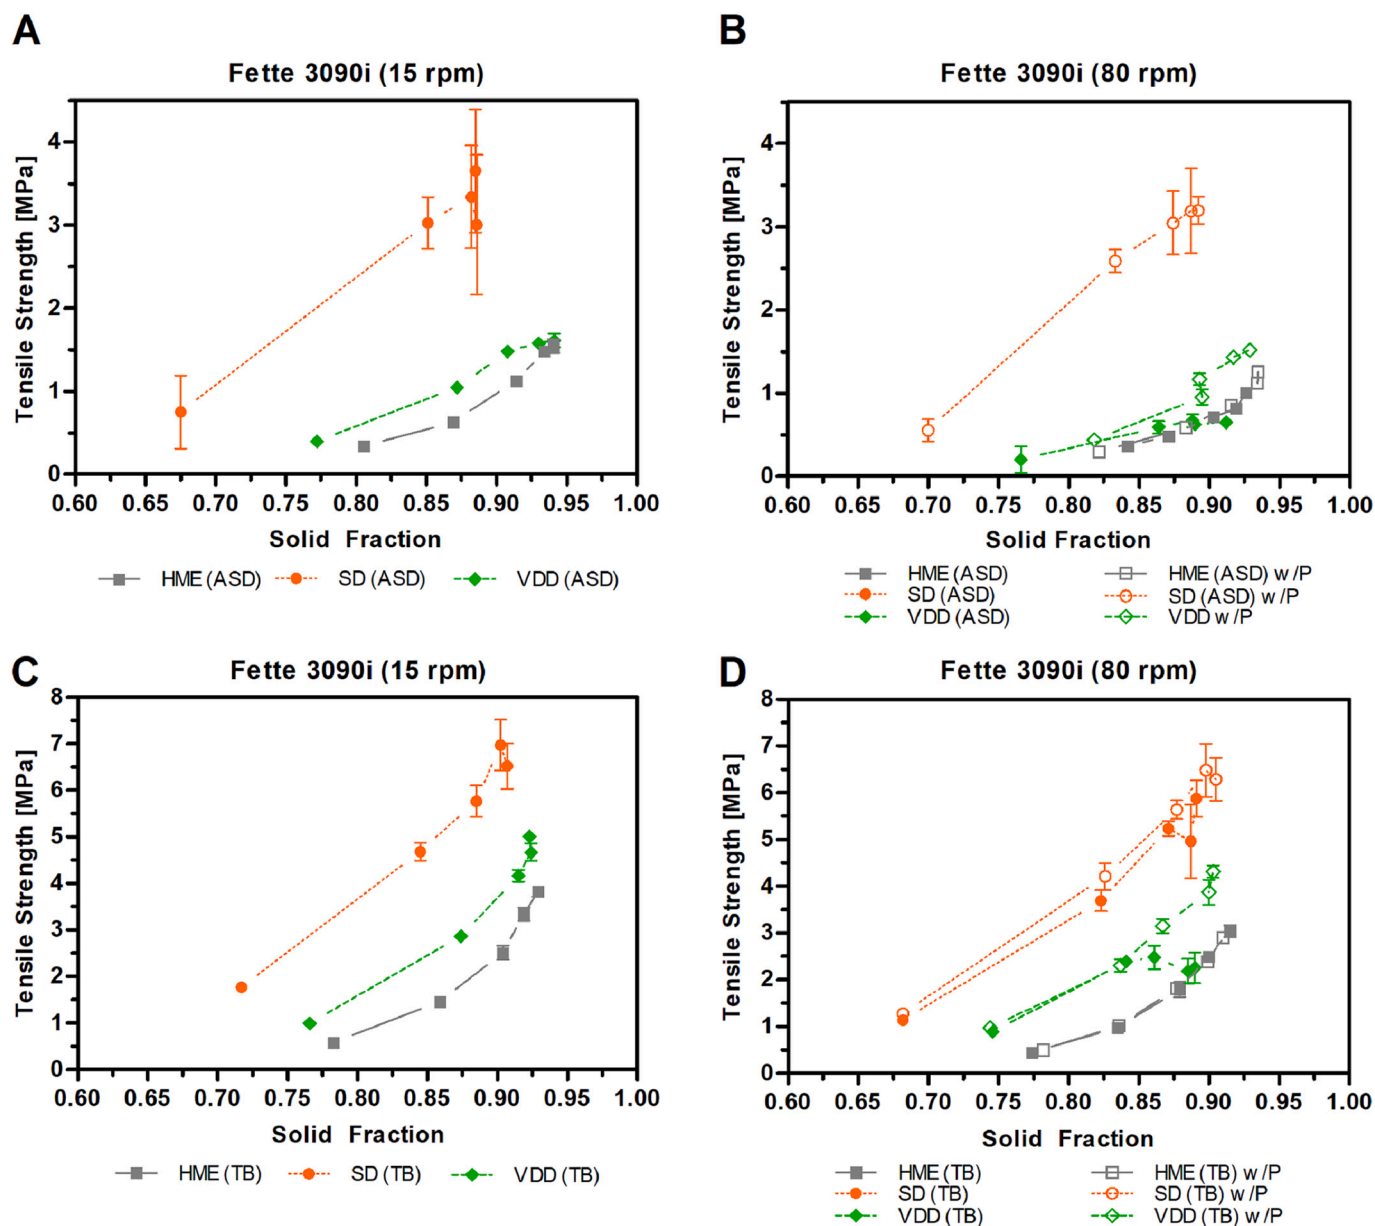 A
Fette 3090i (15 rpm)
Tensile Strength [MPa]
4
3
2
1
0
0.60 0.65 0.70 0.75 0.80 0.85 0.90 0.95 1.00
Solid Fraction
HME (ASD) SD (ASD) VDD (ASD)
B
Fette 3090i (80 rpm)
Tensile Strength [MPa]
4
3
2
1
0
0.60 0.70 0.80 0.85 0.90 0.95 1.00
Solid Fraction
HME (ASD) HME (ASD) w/P
SD (ASD) SD (ASD) w/P
VDD (ASD) VDD w/P
C
Fette 3090i (15 rpm)
Tensile Strength [MPa]
8
7
6
5
4
3
2
1
0
0.60 0.65 0.70 0.75 0.80 0.85 0.90 0.95 1.00
Solid Fraction
HME (TB) SD (TB) VDD (TB)
D
Fette 3090i (80 rpm)
Tensile Strength [MPa]
8
7
6
5
4
3
2
1
0
0.60 0.65 0.70 0.75 0.80 0.85 0.90 0.95 1.00
Solid Fraction
HME (TB) HME (TB) w/P
SD (TB) SD (TB) w/P
VDD (TB) VDD (TB) w/P